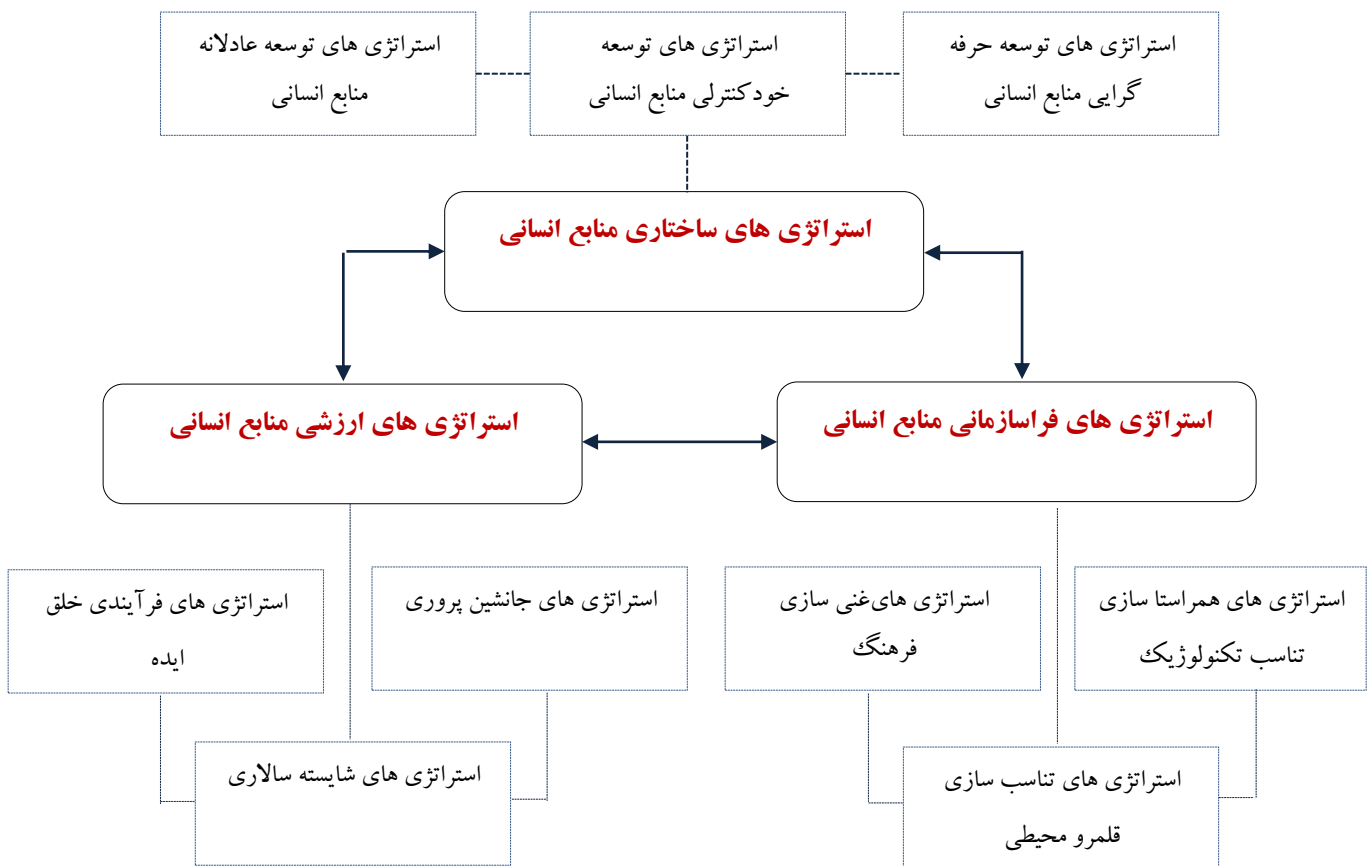 استراتژی های توسعه حرفه
گرایی منابع انسانی
استراتژی های توسعه
خودکنترلی منابع انسانی
استراتژی های توسعه عادلانه
منابع انسانی
استراتژی های ساختاری منابع انسانی
استراتژی های فراسازمانی منابع انسانی
استراتژی های ارزشی منابع انسانی
استراتژی های همراستا سازی
تناسب تکنولوژیک
استراتژی های‌غنی سازی
فرهنگ
استراتژی های جانشین پروری
استراتژی های فرآیندی خلق
ایده
استراتژی های تناسب سازی
قلمرو محیطی
استراتژی های شایسته سالاری